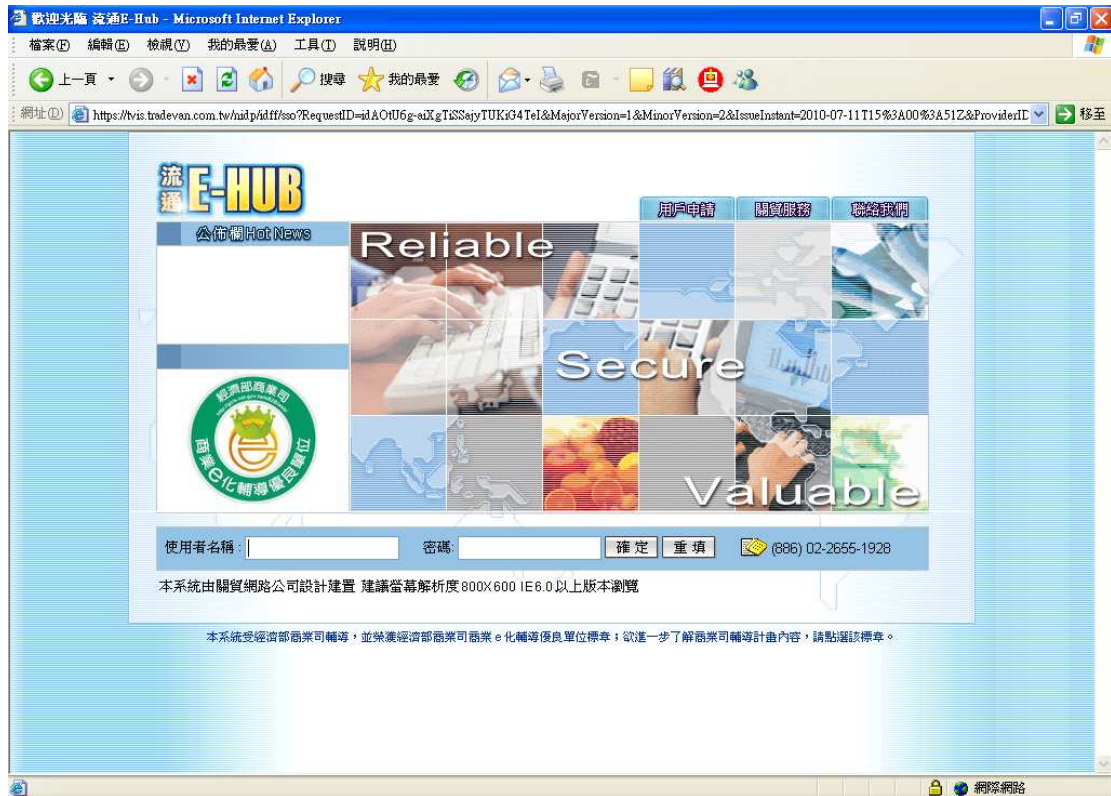 歡迎光臨 流通E-Hub - Microsoft Internet Explorer
檔案(F) 編輯(E) 檢視(V) 我的最愛(A) 工具(T) 說明(H)
上一頁 搜尋 我的最愛
網址(D) https://tvis.tradevan.com.tw/nidp/idff/sso?RequestID=idAOtU6g-aiXgTiSSajyTUKiG4TeI&MajorVersion=1&MinorVersion=2&IssueInstant=2010-07-11T15%3A00%3A51Z&ProviderID 移至
流通 E-HUB
用戶申請 關貿服務 聯絡我們
公佈欄 Hot News
Reliable
Secure
Valuable
經濟部商業司
商業e化輔導優良單位
使用者名稱: 密碼: 確定 重填 (886) 02-2655-1928
本系統由關貿網路公司設計建置 建議螢幕解析度800X600 IE6.0以上版本瀏覽
本系統受經濟部商業司輔導,並榮獲經濟部商業司商業e化輔導優良單位標章;欲進一步了解商業司輔導計畫內容,請點選該標章。
網際網路